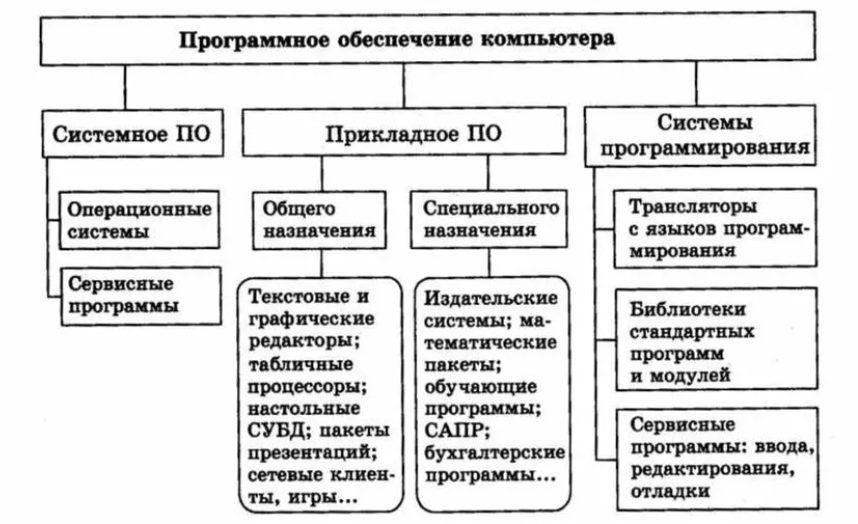 Программное обеспечение компьютера
Системное ПО
Операционные
системы
Сервисные
программы
Прикладное ПО
Общего
назначения
Текстовые и
графические
редакторы;
табличные
процессоры;
настольные
СУБД; пакеты
презентаций;
сетевые клиен-
ты, игры...
Специального
назначения
Издательские
системы; ма-
тематические
пакеты;
обучающие
программы;
САПР;
бухгалтерские
программы...
Системы
программирования
Трансляторы
с языков програм-
мирования
Библиотеки
стандартных
программ
и модулей
Сервисные
программы: ввода,
редактирования,
отладки